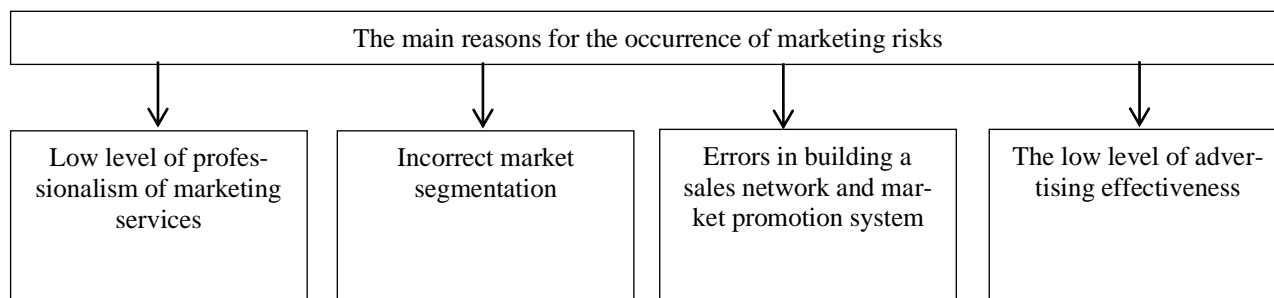 The main reasons for the occurrence of marketing risks
Low level of profes-
sionalism of marketing
services
Incorrect market
segmentation
Errors in building a
sales network and mar-
ket promotion system
The low level of adver-
tising effectiveness